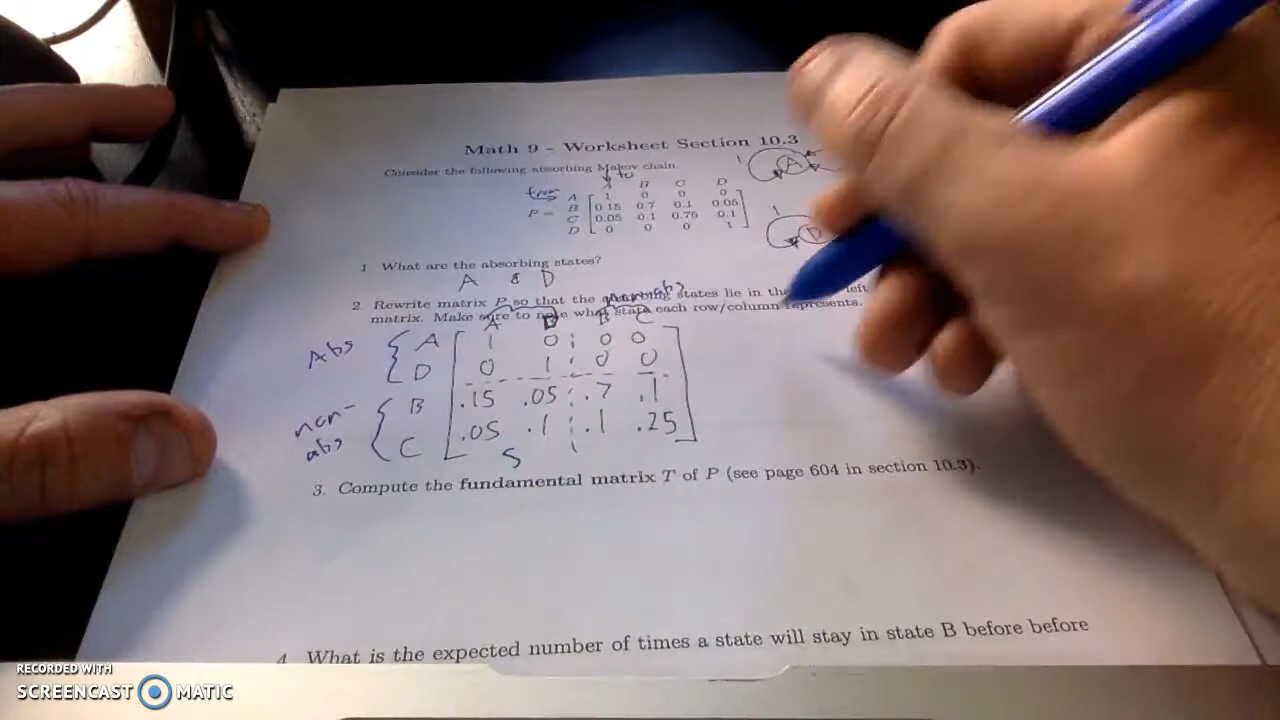 Math 9 - Worksheet Section 10.3
Consider the following absorbing Makov chain.
to
from A B C D
A 1 0 0 0
P = B 0.15 0.7 0.1 0.05
C 0.05 0.1 0.75 0.1
D 0 0 0 1
1 A
1 D
1 What are the absorbing states?
A & D
2 Rewrite matrix P so that the states lie in the left
matrix. Make sure to note what state each row/column represents.
A D B C
Abs { A 1 0 0 0
D 0 1 0 0
non-abs { B .15 .05 .7 .1
C .05 .1 .1 .25
S
3. Compute the fundamental matrix T of P (see page 604 in section 10.3).
4 What is the expected number of times a state will stay in state B before before
RECORDED WITH
SCREENCAST MATIC